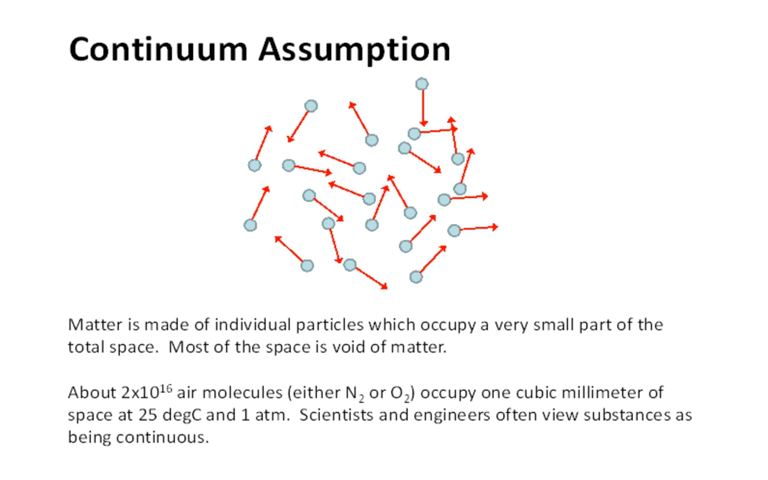 Continuum Assumption
Matter is made of individual particles which occupy a very small part of the
total space.  Most of the space is void of matter.
About 2x10¹⁶ air molecules (either N₂ or O₂) occupy one cubic millimeter of
space at 25 degC and 1 atm.  Scientists and engineers often view substances as
being continuous.